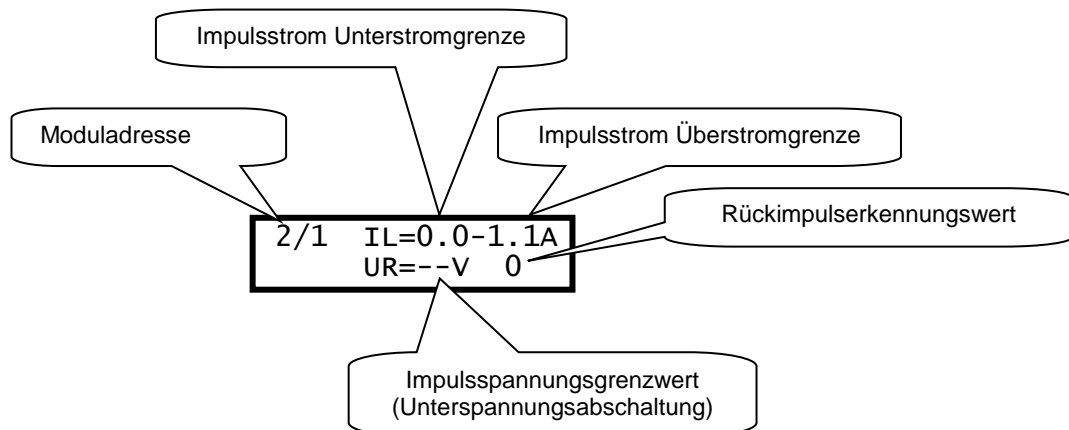 Impulsstrom Unterstromgrenze
Moduladresse
Impulsstrom Überstromgrenze
Rückimpulserkennungswert
2/1 IL=0.0-1.1A
UR=--V 0
Impulsspannungsgrenzwert
(Unterspannungsabschaltung)